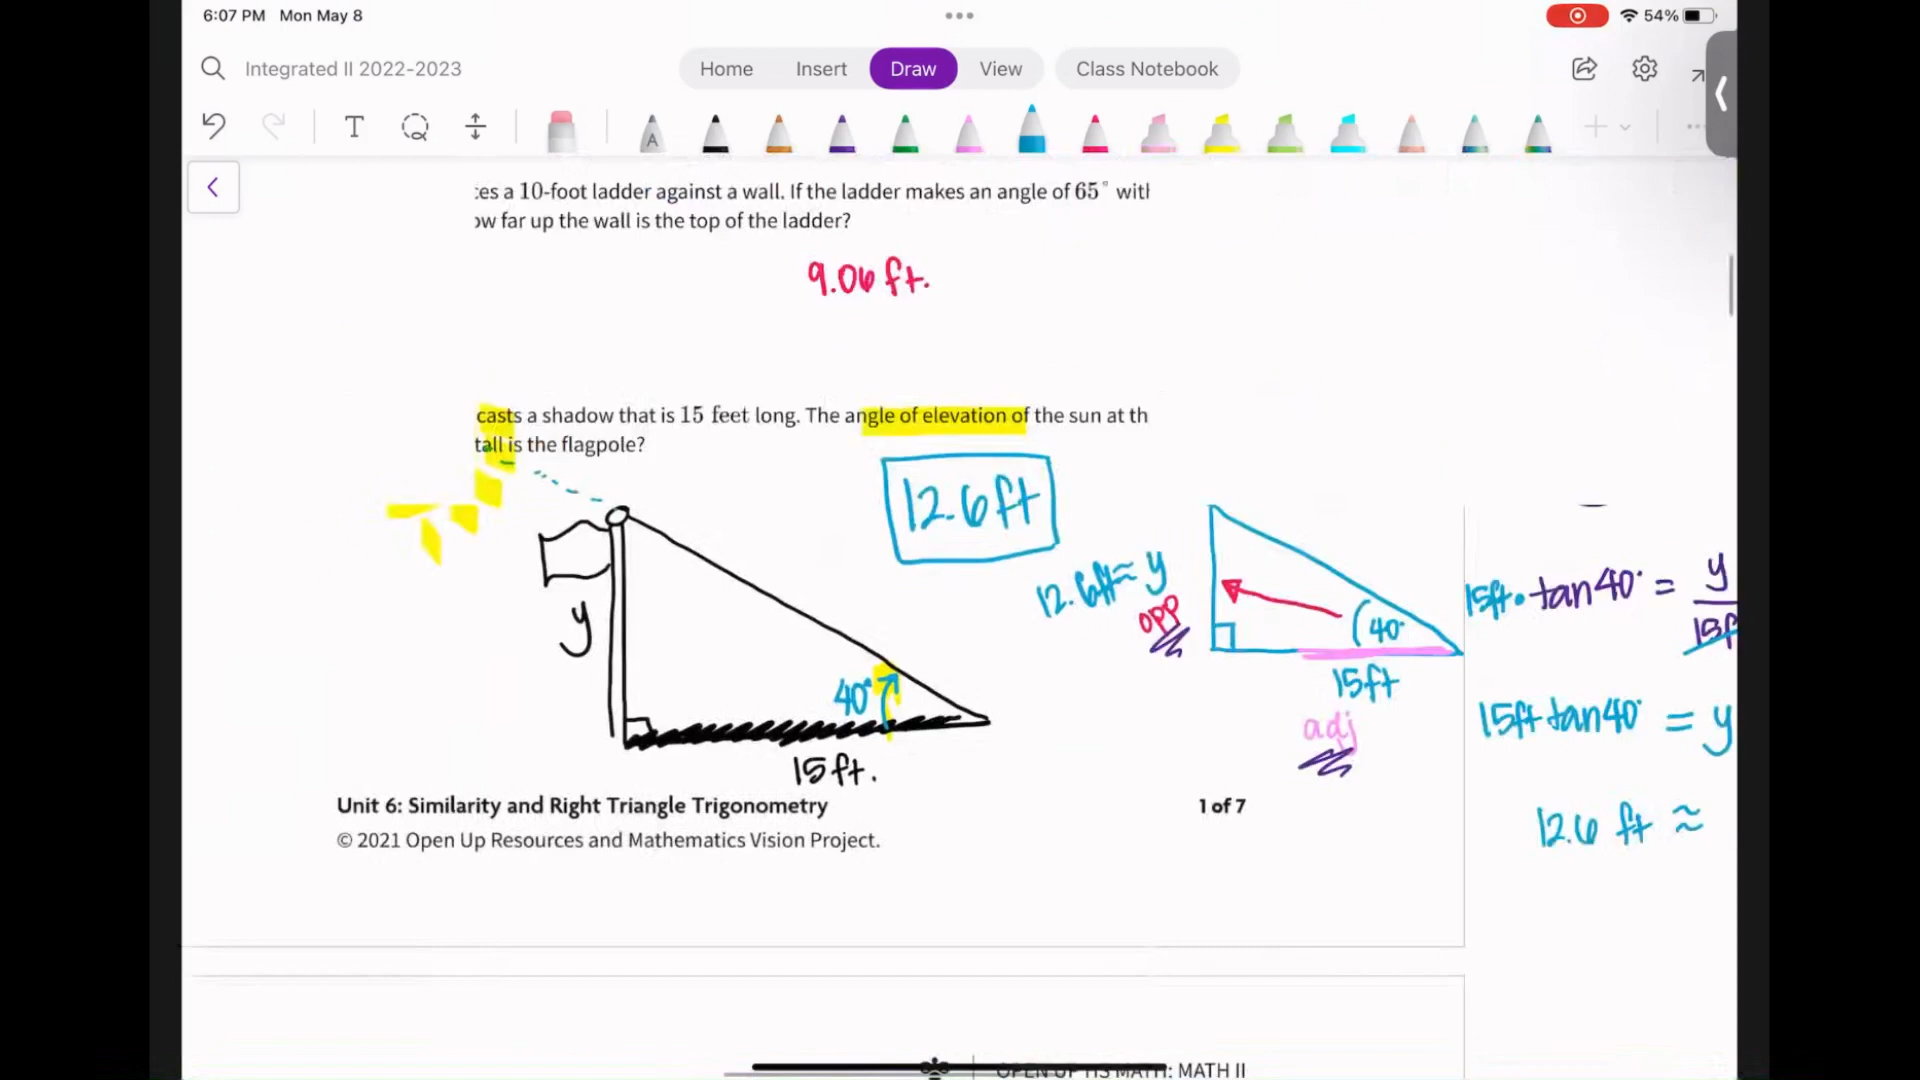 6:07 PM Mon May 8
54%
Integrated II 2022-2023
Home Insert Draw View Class Notebook
T
A
10-foot ladder against a wall. If the ladder makes an angle of 65°
far up the wall is the top of the ladder?
9.06 ft.
casts a shadow that is 15 feet long. The angle of elevation of the sun at
tall is the flagpole?
12.6 ft
12.6ft ≈ y
opp
y
40°
15 ft.
40°
15ft
adj
15ft • tan40° = y
15ft tan40° = y
12.6 ft ≈
Unit 6: Similarity and Right Triangle Trigonometry 1 of 7
© 2021 Open Up Resources and Mathematics Vision Project.
MATH II